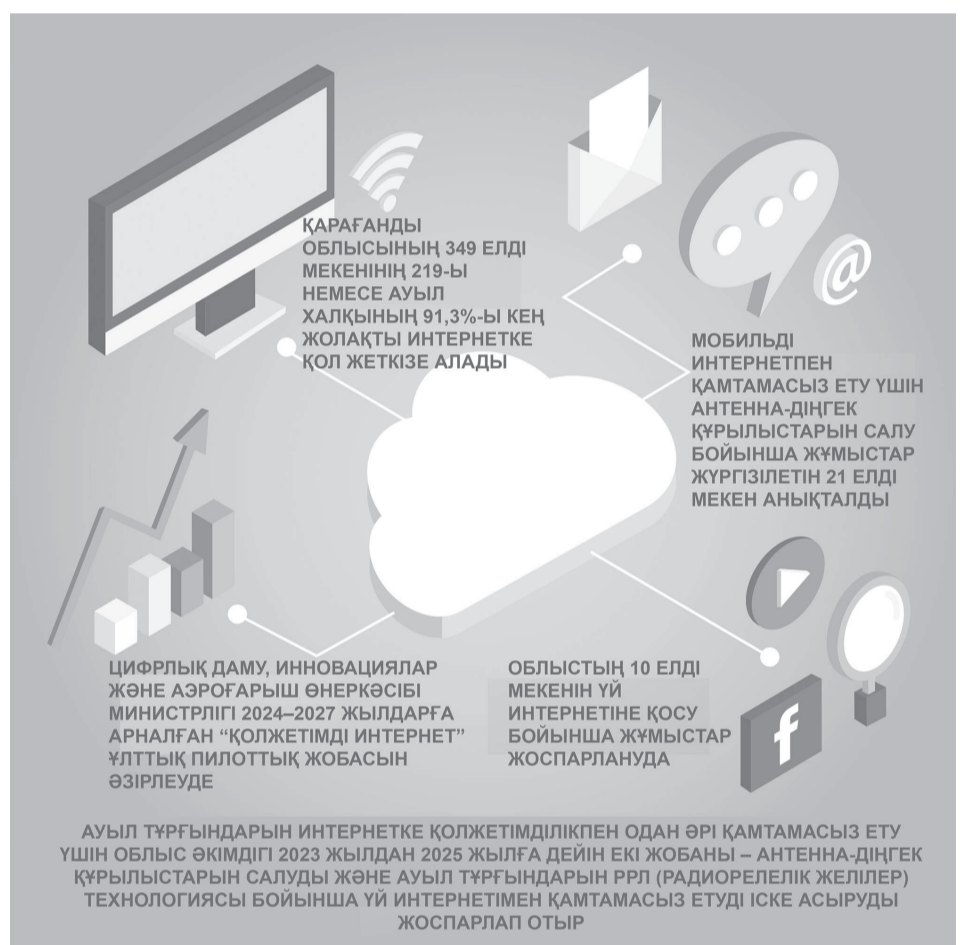 ҚАРАҒАНДЫ
ОБЛЫСЫНЫҢ 349 ЕЛДІ
МЕКЕНІНІҢ 219-Ы
НЕМЕСЕ АУЫЛ
ХАЛҚЫНЫҢ 91,3%-Ы КЕҢ
ЖОЛАҚТЫ ИНТЕРНЕТКЕ
ҚОЛ ЖЕТКІЗЕ АЛАДЫ
@
МОБИЛЬДІ
ИНТЕРНЕТПЕН
ҚАМТАМАСЫЗ ЕТУ ҮШІН
АНТЕННА-ДІҢГЕК
ҚҰРЫЛЫСТАРЫН САЛУ
БОЙЫНША ЖҰМЫСТАР
ЖҮРГІЗІЛЕТІН 21 ЕЛДІ
МЕКЕН АНЫҚТАЛДЫ
ЦИФРЛЫҚ ДАМУ, ИННОВАЦИЯЛАР
ЖӘНЕ АЭРОҒАРЫШ ӨНЕРКӘСІБІ
МИНИСТРЛІГІ 2024–2027 ЖЫЛДАРҒА
АРНАЛҒАН “ҚОЛЖЕТІМДІ ИНТЕРНЕТ”
ҰЛТТЫҚ ПИЛОТТЫҚ ЖОБАСЫН
ӘЗІРЛЕУДЕ
ОБЛЫСТЫҢ 10 ЕЛДІ
МЕКЕНІН ҮЙ
ИНТЕРНЕТІНЕ ҚОСУ
БОЙЫНША ЖҰМЫСТАР
ЖОСПАРЛАНУДА
f
АУЫЛ ТҰРҒЫНДАРЫН ИНТЕРНЕТКЕ ҚОЛЖЕТІМДІЛІКПЕН ОДАН ӘРІ ҚАМТАМАСЫЗ ЕТУ
ҮШІН ОБЛЫС ӘКІМДІГІ 2023 ЖЫЛДАН 2025 ЖЫЛҒА ДЕЙІН ЕКІ ЖОБАНЫ – АНТЕННА-ДІҢГЕК
ҚҰРЫЛЫСТАРЫН САЛУДЫ ЖӘНЕ АУЫЛ ТҰРҒЫНДАРЫН РРЛ (РАДИОРЕЛЕЛІК ЖЕЛІЛЕР)
ТЕХНОЛОГИЯСЫ БОЙЫНША ҮЙ ИНТЕРНЕТІМЕН ҚАМТАМАСЫЗ ЕТУДІ ІСКЕ АСЫРУДЫ
ЖОСПАРЛАП ОТЫР